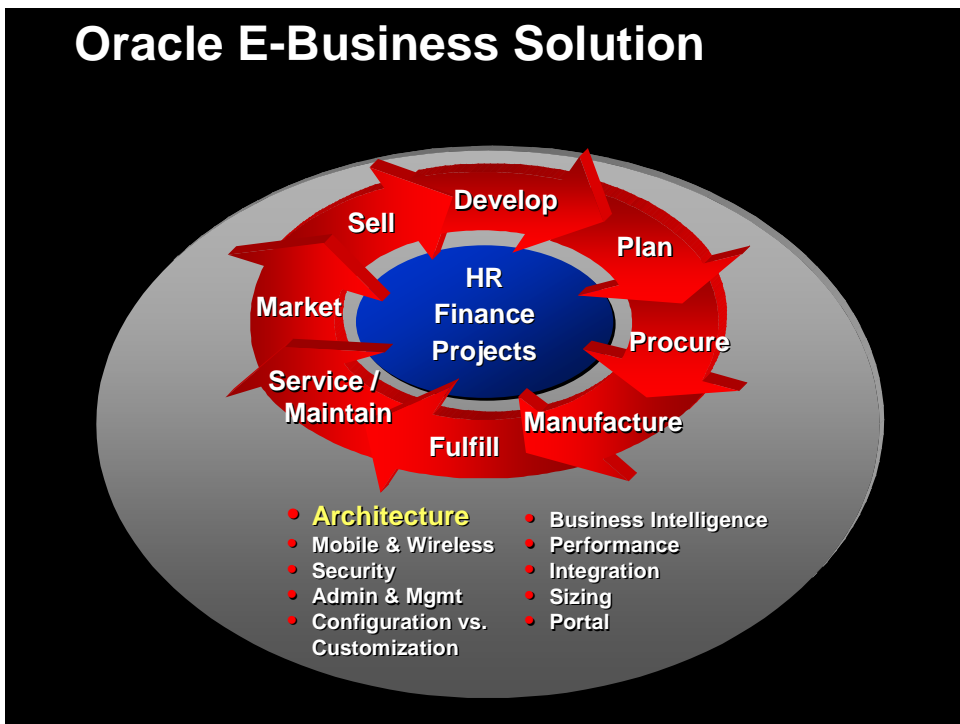 Oracle E-Business Solution
Develop
Sell
Plan
HR
Finance
Projects
Market
Procure
Service /
Maintain
Manufacture
Fulfill
• Architecture
• Mobile & Wireless
• Security
• Admin & Mgmt
• Configuration vs.
Customization
• Business Intelligence
• Performance
• Integration
• Sizing
• Portal